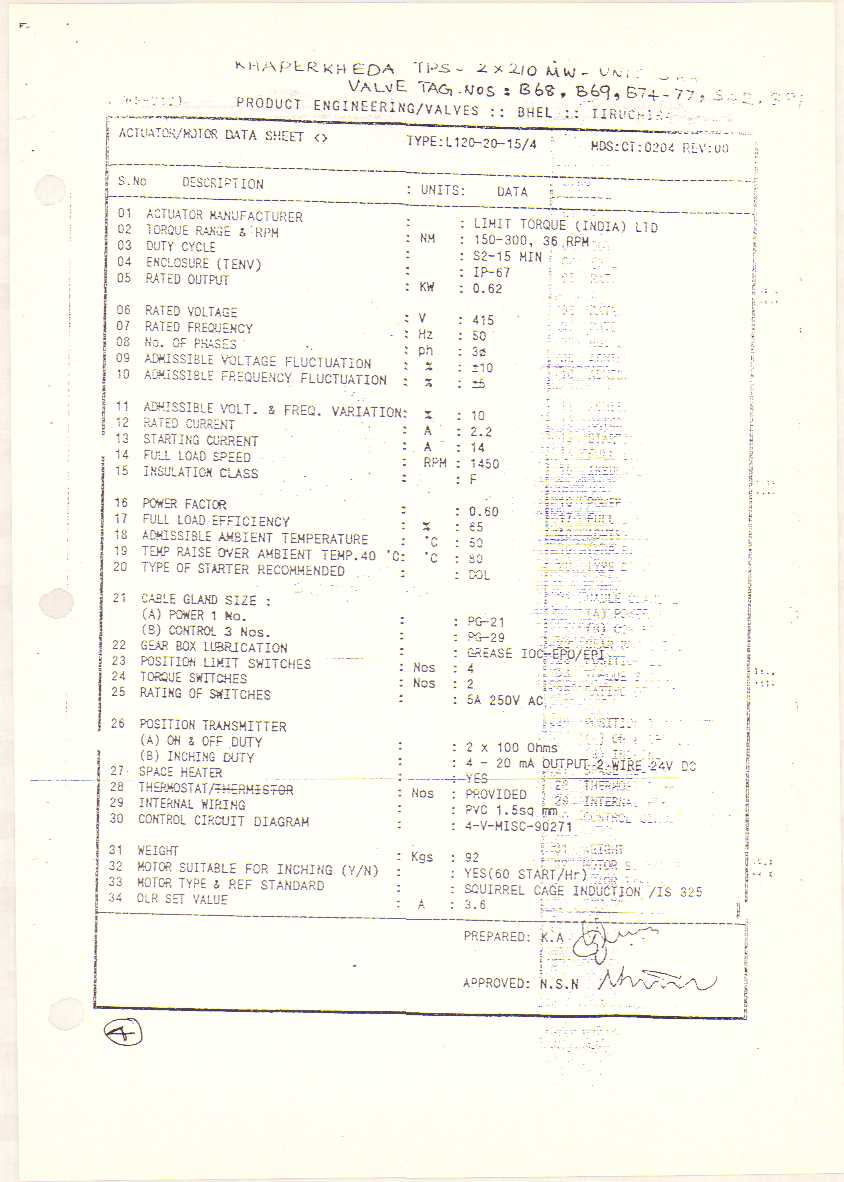 KHAPERKHEDA TPS - 2 x 210 MW - UNIT
VALVE TAG.NOS : B68, B69, B74-77,
PRODUCT ENGINEERING/VALVES :: BHEL ::
ACTUATOR/MOTOR DATA SHEET <> TYPE:L120-20-15/4 MDS:CT:0204 REV:00
S.No DESCRIPTION : UNITS: DATA
01 ACTUATOR MANUFACTURER : : LIMIT TORQUE (INDIA) LTD
02 TORQUE RANGE & RPM : NM : 150-300, 36 RPM
03 DUTY CYCLE : : S2-15 MIN
04 ENCLOSURE (TENV) : : IP-67
05 RATED OUTPUT : KW : 0.62
06 RATED VOLTAGE : V : 415
07 RATED FREQUENCY : Hz : 50
08 No. OF PHASES : ph : 3ø
09 ADMISSIBLE VOLTAGE FLUCTUATION : % : ±10
10 ADMISSIBLE FREQUENCY FLUCTUATION : % : ±5
11 ADMISSIBLE VOLT. & FREQ. VARIATION: % : 10
12 RATED CURRENT : A : 2.2
13 STARTING CURRENT : A : 14
14 FULL LOAD SPEED : RPM : 1450
15 INSULATION CLASS : : F
16 POWER FACTOR : : 0.60
17 FULL LOAD EFFICIENCY : % : 65
18 ADMISSIBLE AMBIENT TEMPERATURE : °C : 50
19 TEMP RAISE OVER AMBIENT TEMP.40 °C: °C : 80
20 TYPE OF STARTER RECOMMENDED : : DOL
21 CABLE GLAND SIZE :
(A) POWER 1 No. : : PG-21
(B) CONTROL 3 Nos. : : PG-29
22 GEAR BOX LUBRICATION : : GREASE IOC-EPO/EPI
23 POSITION LIMIT SWITCHES : Nos : 4
24 TORQUE SWITCHES : Nos : 2
25 RATING OF SWITCHES : : 5A 250V AC
26 POSITION TRANSMITTER
(A) ON & OFF DUTY : : 2 x 100 Ohms
(B) INCHING DUTY : : 4 - 20 mA OUTPUT 2 WIRE 24V DC
27 SPACE HEATER : : YES
28 THERMOSTAT/THERMISTOR : Nos : PROVIDED
29 INTERNAL WIRING : : PVC 1.5sq mm
30 CONTROL CIRCUIT DIAGRAM : : 4-V-MISC-90271
31 WEIGHT : Kgs : 92
32 MOTOR SUITABLE FOR INCHING (Y/N) : : YES(60 START/Hr)
33 MOTOR TYPE & REF STANDARD : : SQUIRREL CAGE INDUCTION /IS 325
34 OLR SET VALUE : A : 3.6
PREPARED: K.A
APPROVED: N.S.N